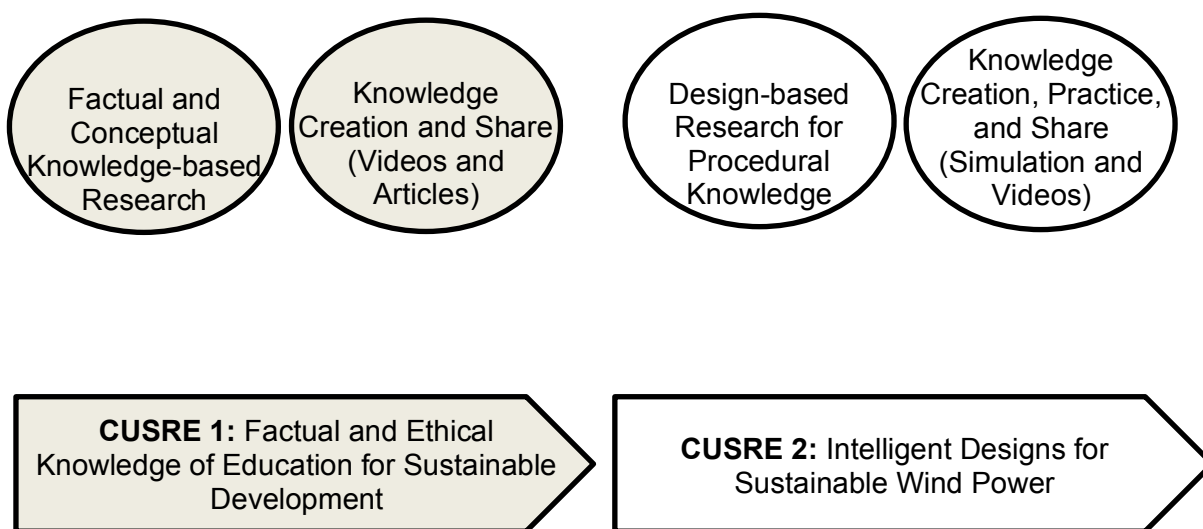 Factual and
Conceptual
Knowledge-based
Research
Knowledge
Creation and Share
(Videos and
Articles)
Design-based
Research for
Procedural
Knowledge
Knowledge
Creation, Practice,
and Share
(Simulation and
Videos)
CUSRE 1: Factual and Ethical
Knowledge of Education for Sustainable
Development
CUSRE 2: Intelligent Designs for
Sustainable Wind Power